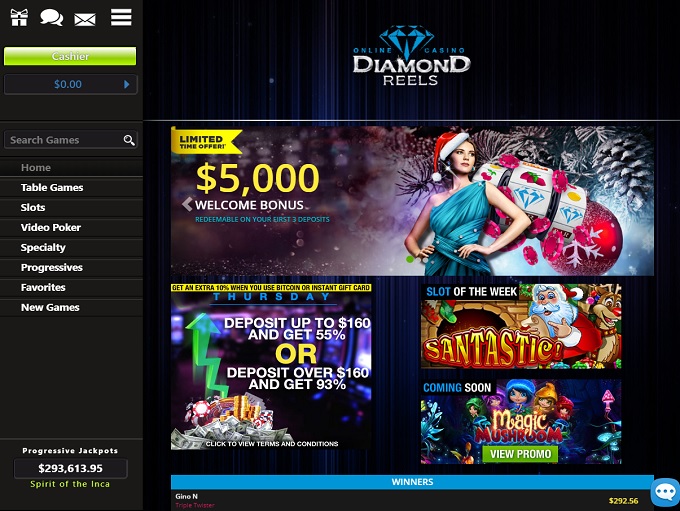 Cashier
$0.00
Search Games
Home
Table Games
Slots
Video Poker
Specialty
Progressives
Favorites
New Games
Progressive Jackpots
$293,613.95
Spirit of the Inca
ONLINE CASINO
DIAMOND
REELS
LIMITED
TIME OFFER!
$5,000
WELCOME BONUS
REDEEMABLE ON YOUR FIRST 3 DEPOSITS
GET AN EXTRA 10% WHEN YOU USE BITCOIN OR INSTANT GIFT CARD
THURSDAY
DEPOSIT UP TO $160
AND GET 55%
OR
DEPOSIT OVER $160
AND GET 93%
CLICK TO VIEW TERMS AND CONDITIONS
SLOT OF THE WEEK
SANTASTIC!
COMING SOON
Magic
MUSHROOM
VIEW PROMO
WINNERS
Gino N
Triple Twister
$292.56